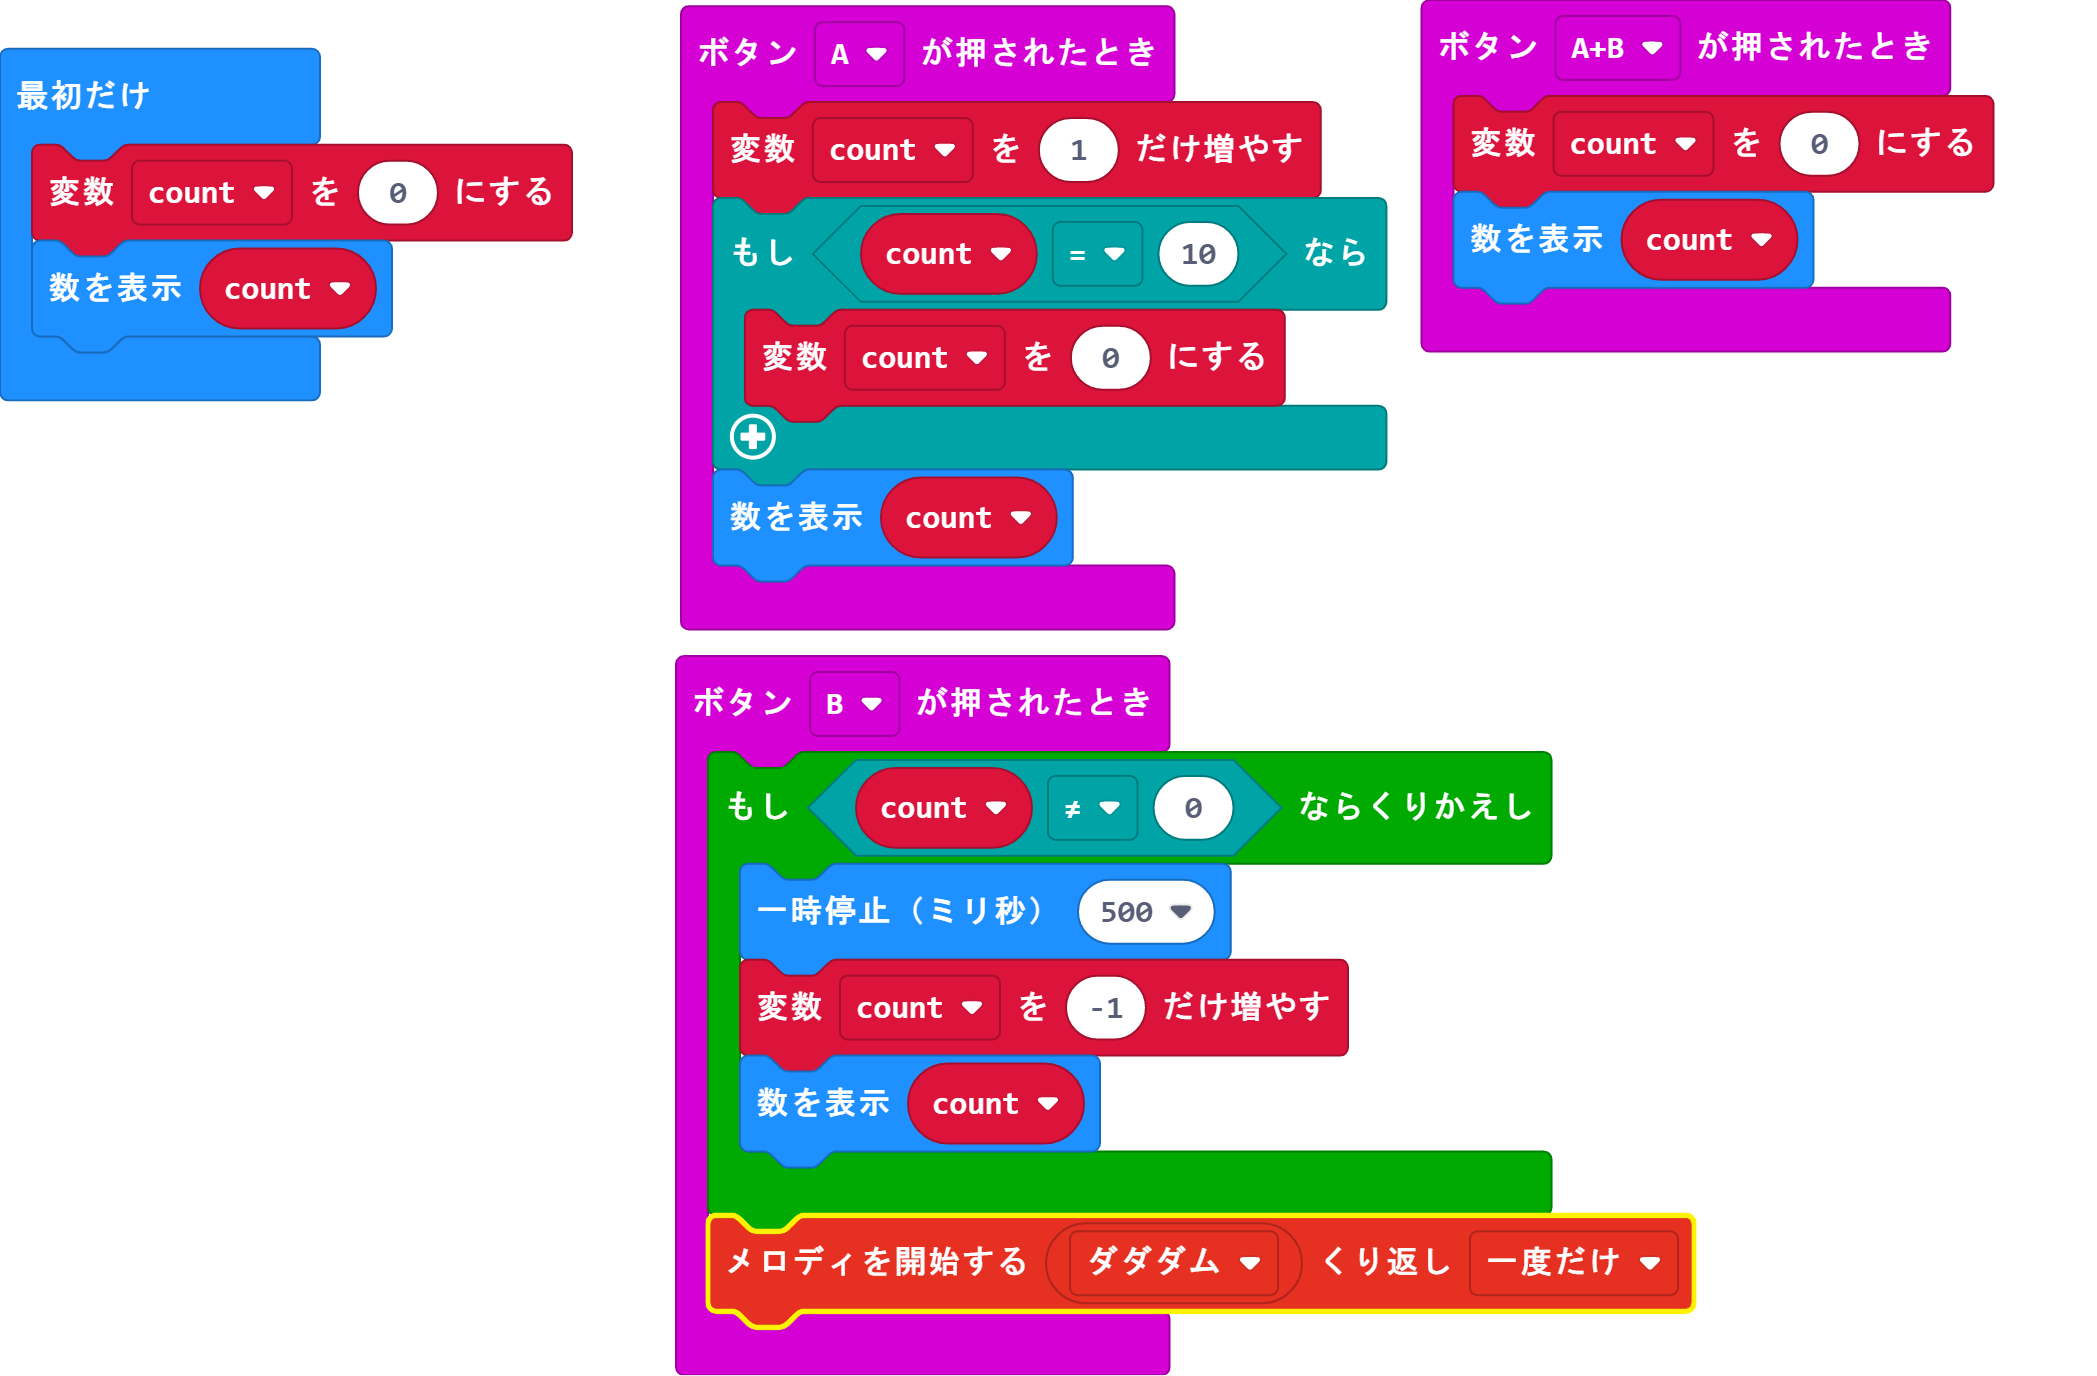 最初だけ
変数 count を 0 にする
数を表示 count
ボタン A が押されたとき
変数 count を 1 だけ増やす
もし count = 10 なら
変数 count を 0 にする
数を表示 count
ボタン A+B が押されたとき
変数 count を 0 にする
数を表示 count
ボタン B が押されたとき
もし count ≠ 0 ならくりかえし
一時停止（ミリ秒） 500
変数 count を -1 だけ増やす
数を表示 count
メロディを開始する ダダダム くり返し 一度だけ